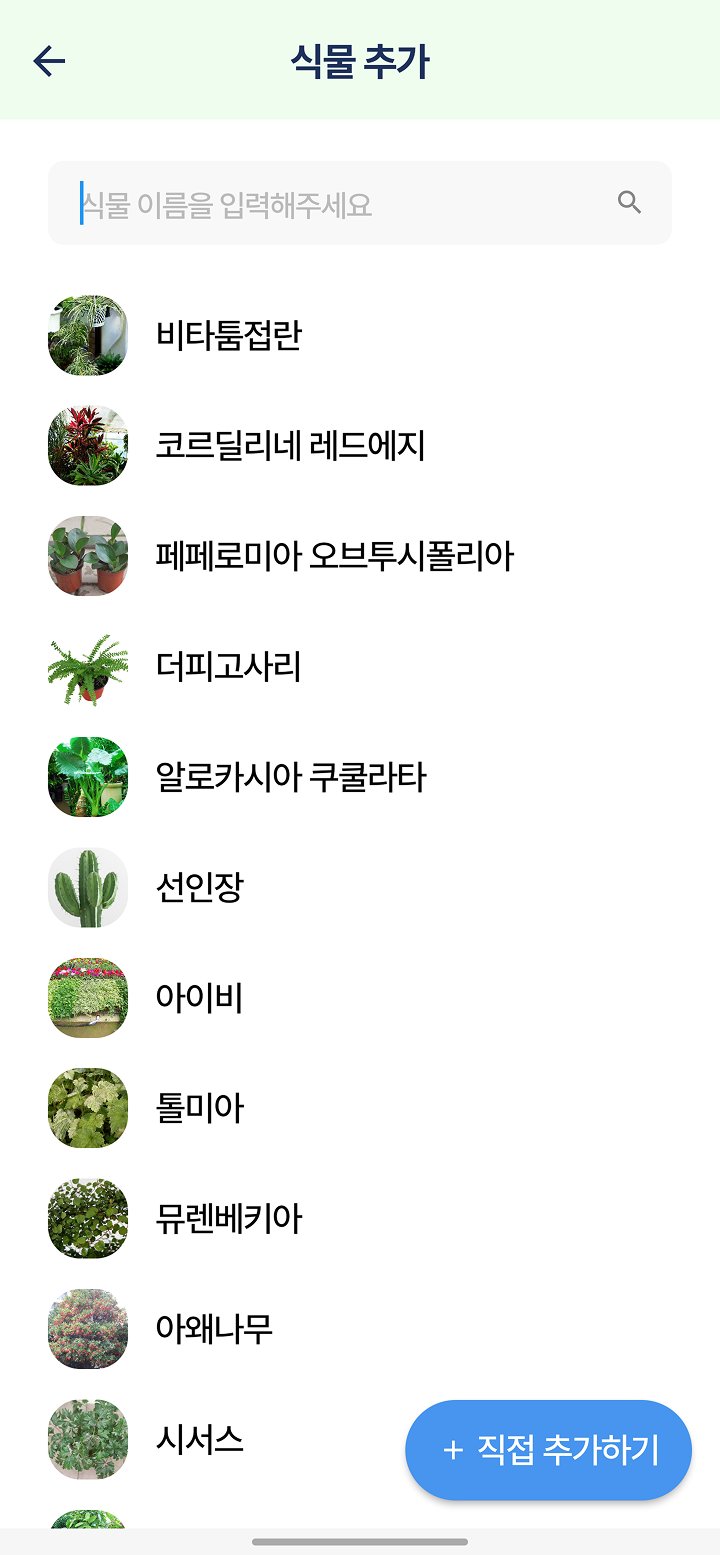 식물 추가
식물 이름을 입력해주세요
비타툼접란
코르딜리네 레드에지
페페로미아 오브투시폴리아
더피고사리
알로카시아 쿠쿨라타
선인장
아이비
톨미아
뮤렌베키아
아왜나무
시서스
+ 직접 추가하기